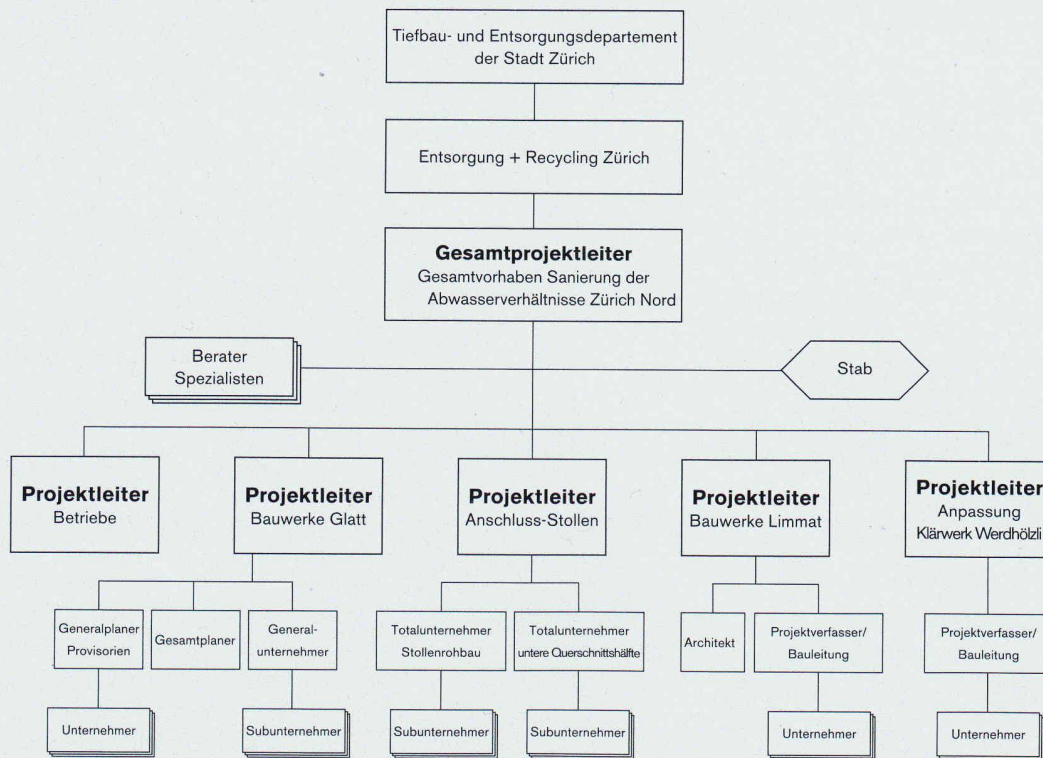 Tiefbau- und Entsorgungsdepartement
der Stadt Zürich
Entsorgung + Recycling Zürich
Gesamtprojektleiter
Gesamtvorhaben Sanierung der
Abwasserverhältnisse Zürich Nord
Berater
Spezialisten
Stab
Projektleiter
Betriebe
Projektleiter
Bauwerke Glatt
Projektleiter
Anschluss-Stollen
Projektleiter
Bauwerke Limmat
Projektleiter
Anpassung
Klärwerk Werdhölzli
Generalplaner
Provisorien
Gesamtplaner
General-
unternehmer
Totalunternehmer
Stollenrohbau
Totalunternehmer
untere Querschnittshälfte
Architekt
Projektverfasser/
Bauleitung
Projektverfasser/
Bauleitung
Unternehmer
Subunternehmer
Subunternehmer
Subunternehmer
Unternehmer
Unternehmer